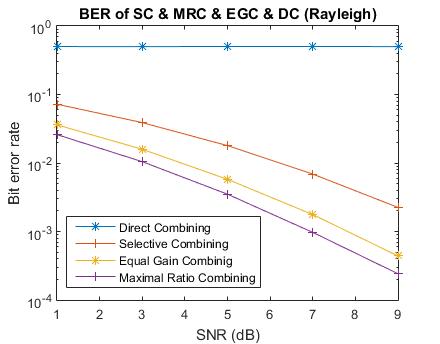 BER of SC & MRC & EGC & DC (Rayleigh)
10^0
10^-1
10^-2
10^-3
10^-4
Bit error rate
Direct Combining
Selective Combining
Equal Gain Combinig
Maximal Ratio Combining
1 2 3 4 5 6 7 8 9
SNR (dB)